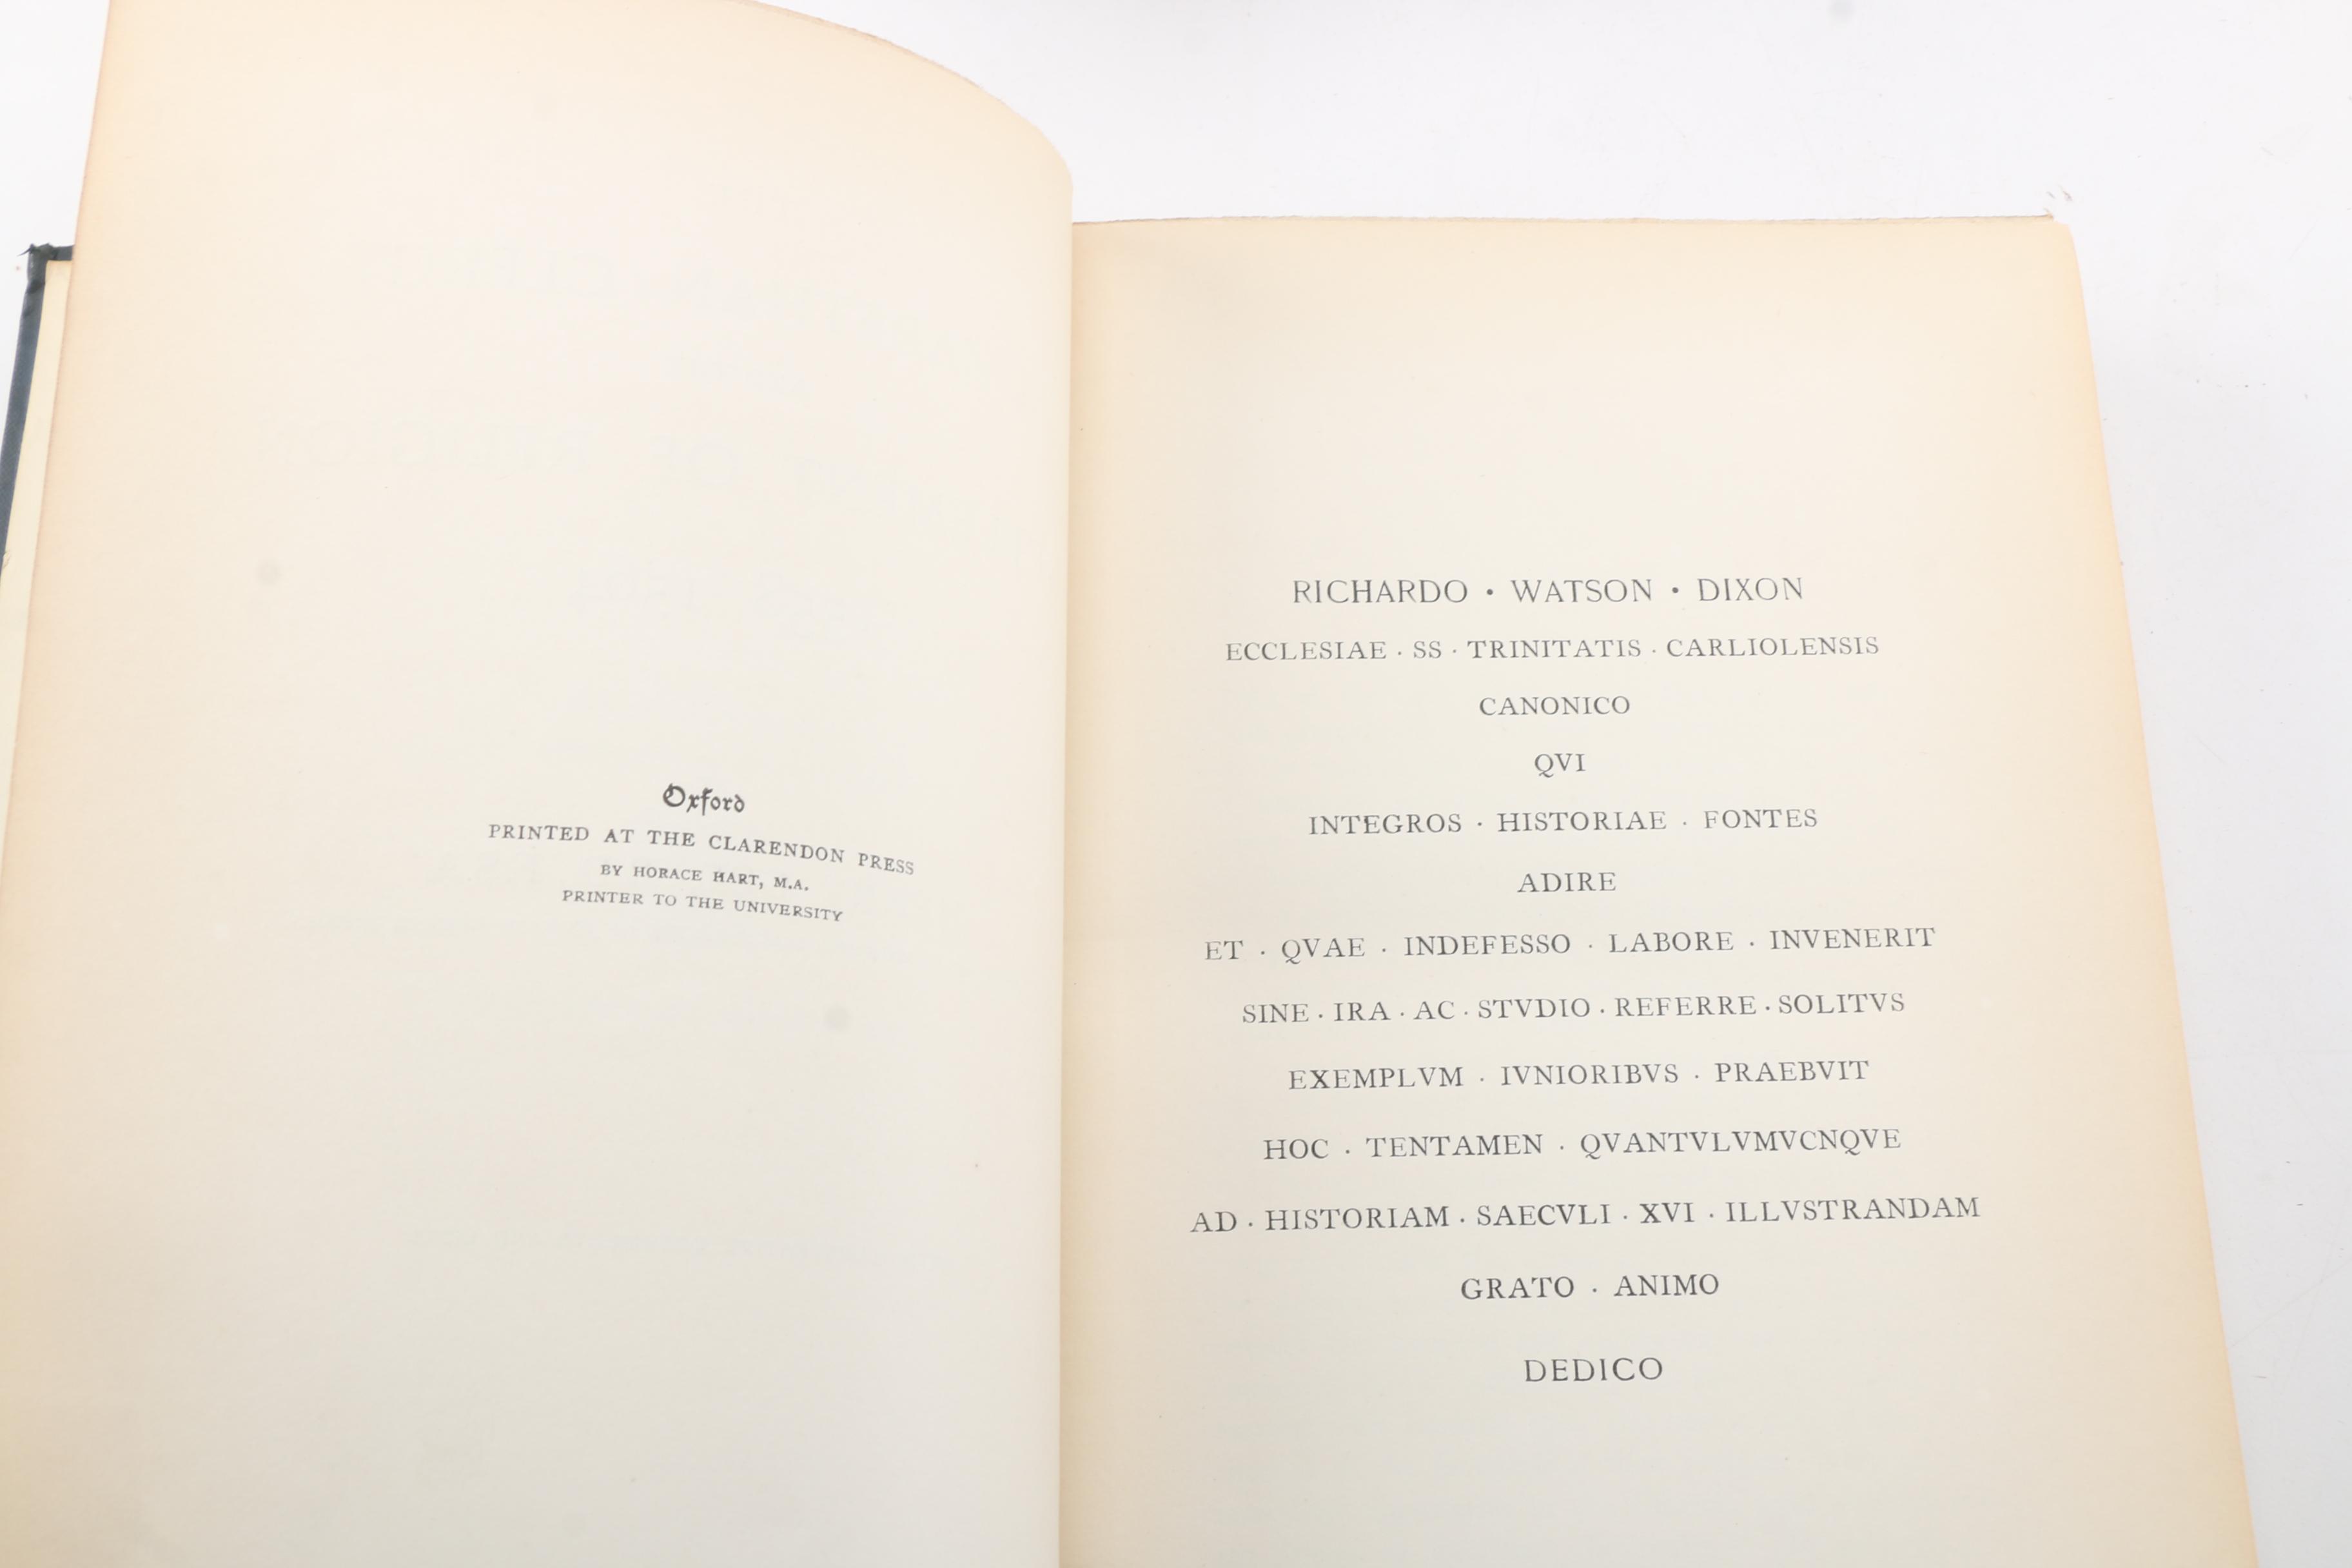 Oxford
PRINTED AT THE CLARENDON PRESS
BY HORACE HART, M.A.
PRINTER TO THE UNIVERSITY
RICHARDO · WATSON · DIXON
ECCLESIAE · SS · TRINITATIS · CARLIOLENSIS
CANONICO
QVI
INTEGROS · HISTORIAE · FONTES
ADIRE
ET · QVAE · INDEFESSO · LABORE · INVENERIT
SINE · IRA · AC · STVDIO · REFERRE · SOLITVS
EXEMPLVM · IVNIORIBVS · PRAEBVIT
HOC · TENTAMEN · QVANTVLVMVCNQVE
AD · HISTORIAM · SAECVLI · XVI · ILLVSTRANDAM
GRATO · ANIMO
DEDICO